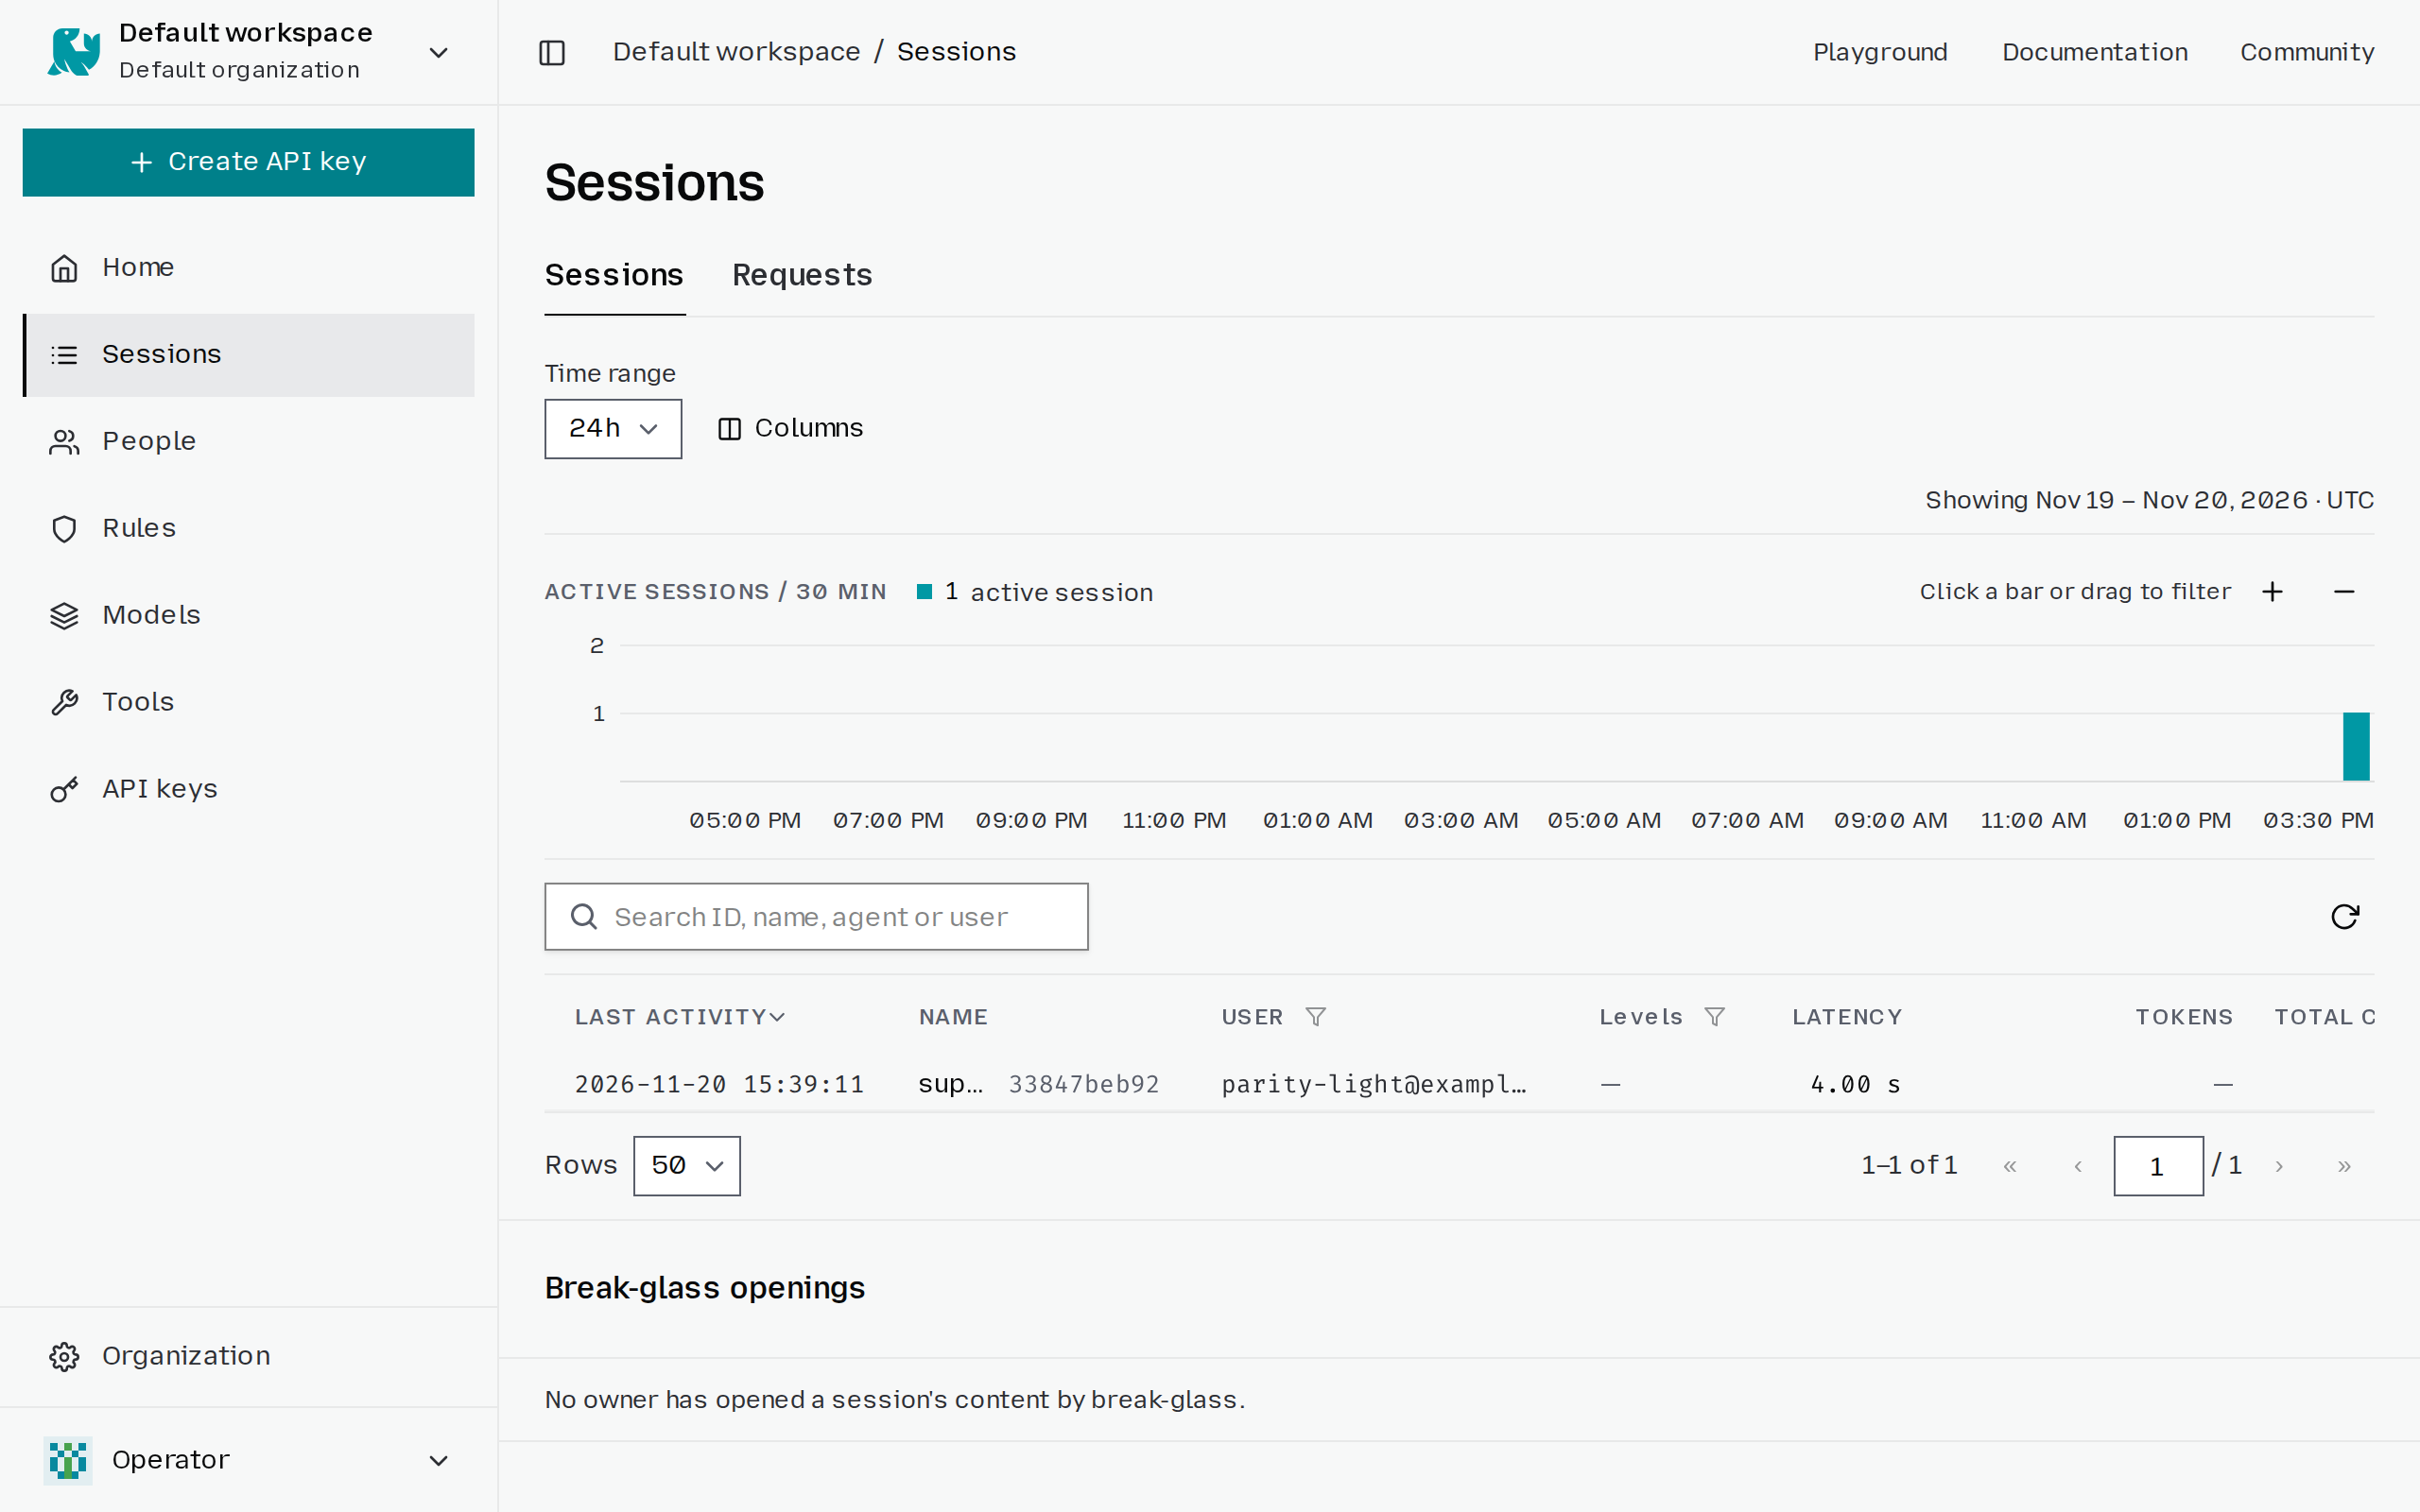 Default workspace
Default organization
Default workspace / Sessions
Playground
Documentation
Community
+ Create API key
Home
Sessions
People
Rules
Models
Tools
API keys
Organization
Operator
Sessions
Sessions
Requests
Time range
24h
Columns
Showing Nov 19 – Nov 20, 2026 · UTC
ACTIVE SESSIONS / 30 MIN
1 active session
Click a bar or drag to filter
2
1
05:00 PM 07:00 PM 09:00 PM 11:00 PM 01:00 AM 03:00 AM 05:00 AM 07:00 AM 09:00 AM 11:00 AM 01:00 PM 03:30 PM
Search ID, name, agent or user
LAST ACTIVITY NAME USER Levels LATENCY TOKENS TOTAL C
2026-11-20 15:39:11 sup… 33847beb92 parity-light@exampl… — 4.00 s —
Rows 50
1–1 of 1 « ‹ 1 / 1 › »
Break-glass openings
No owner has opened a session's content by break-glass.